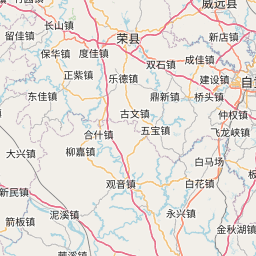 威远县
留佳镇
长山镇
荣县
新店镇
保华镇
度佳镇
成佳镇
双石镇
正紫镇
乐德镇
建设镇
自
东佳镇
鼎新镇
桥头镇
古文镇
仲权镇
合什镇
五宝镇
飞龙峡镇
大兴镇
柳嘉镇
白马场
新民镇
观音镇
白花镇
泥溪镇
永兴镇
箭板镇
金秋湖镇